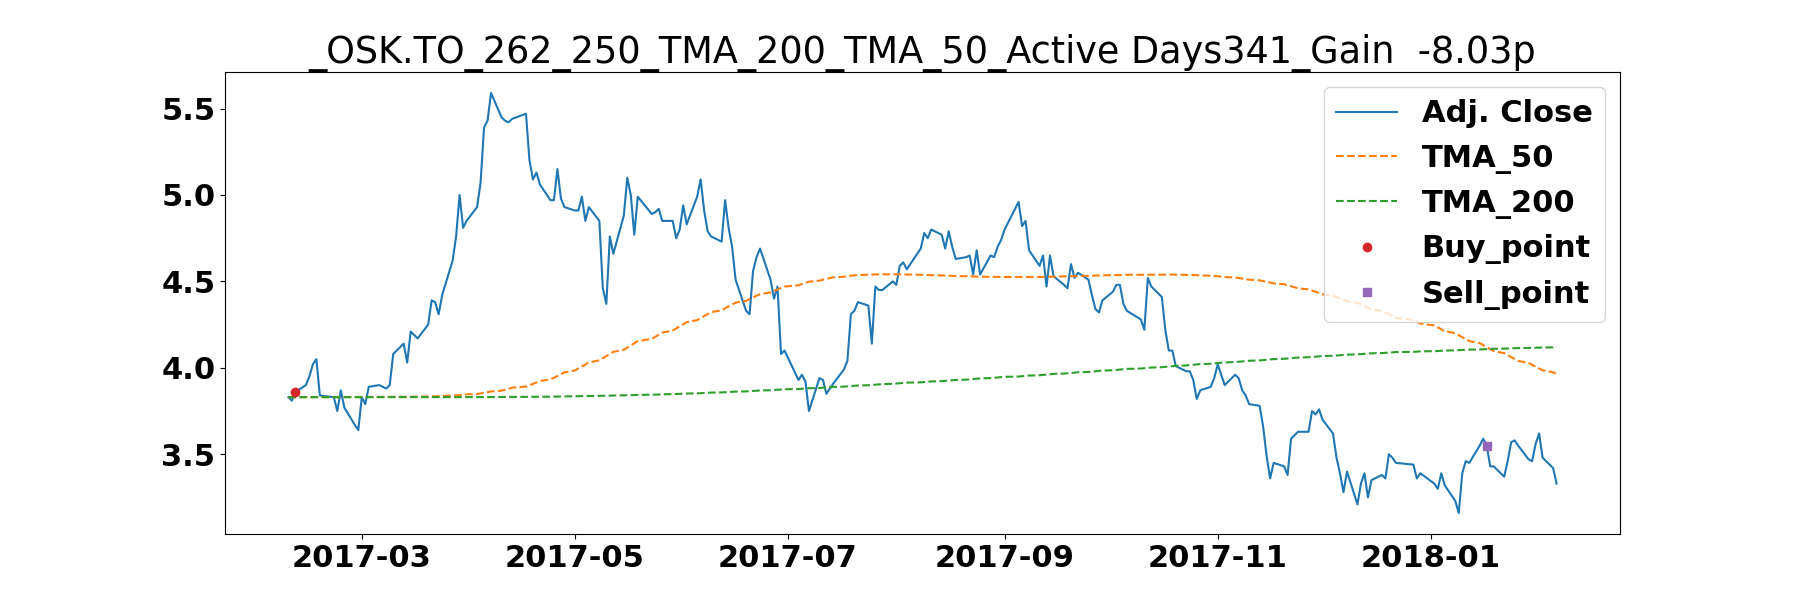 _OSK.TO_262_250_TMA_200_TMA_50_Active Days341_Gain  -8.03p
5.5
5.0
4.5
4.0
3.5
Adj. Close
TMA_50
TMA_200
Buy_point
Sell_point
2017-03 2017-05 2017-07 2017-09 2017-11 2018-01